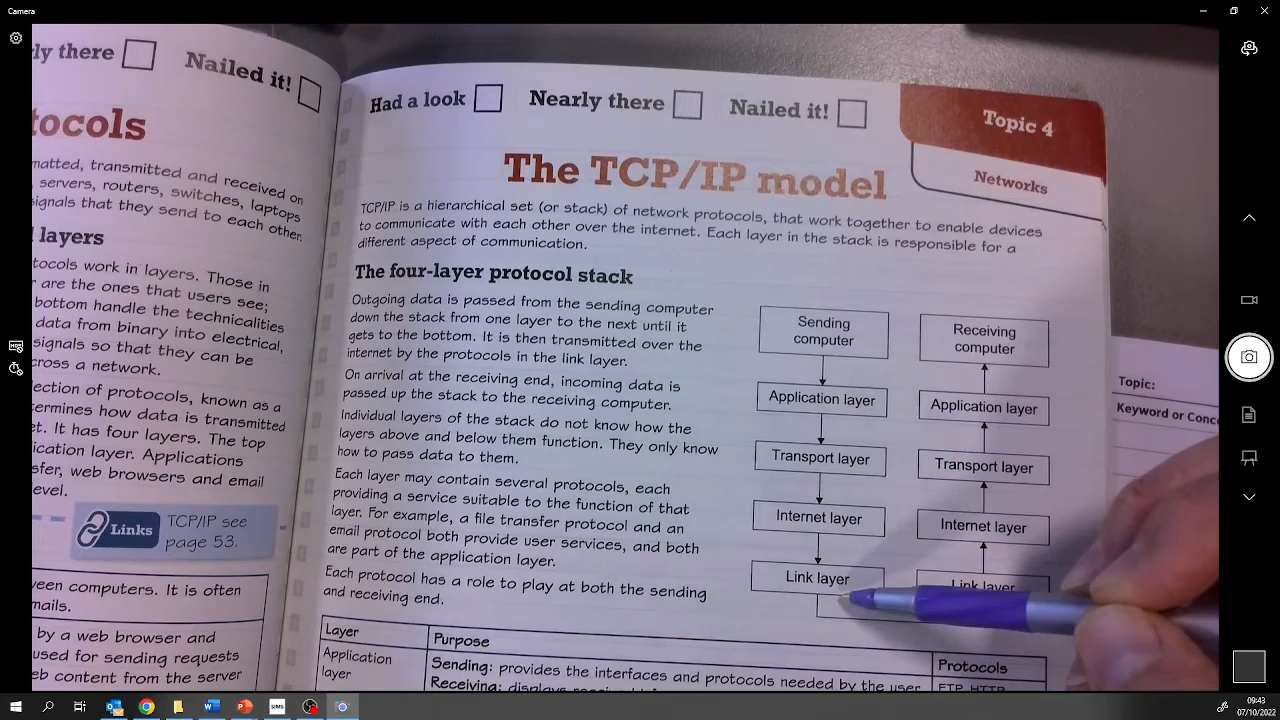 Camera
rly there
Nailed it!
tocols
matted, transmitted and received on
, servers, routers, switches, laptops
signals that they send to each other.
layers
tocols work in layers. Those in
are the ones that users see;
bottom handle the technicalities
data from binary into electrical,
signals so that they can be
cross a network.
ection of protocols, known as a
ermines how data is transmitted
et. It has four layers. The top
ication layer. Applications
sfer, web browsers and email
evel.
Links
TCP/IP see
page 53.
ween computers. It is often
mails.
by a web browser and
used for sending requests
eb content from the server
Had a look
Nearly there
Nailed it!
Topic 4
Networks
The TCP/IP model
TCP/IP is a hierarchical set (or stack) of network protocols, that work together to enable devices
to communicate with each other over the internet. Each layer in the stack is responsible for a
different aspect of communication.
The four-layer protocol stack
Outgoing data is passed from the sending computer
down the stack from one layer to the next until it
gets to the bottom. It is then transmitted over the
internet by the protocols in the link layer.
On arrival at the receiving end, incoming data is
passed up the stack to the receiving computer.
Individual layers of the stack do not know how the
layers above and below them function. They only know
how to pass data to them.
Each layer may contain several protocols, each
providing a service suitable to the function of that
layer. For example, a file transfer protocol and an
email protocol both provide user services, and both
are part of the application layer.
Each protocol has a role to play at both the sending
and receiving end.
Sending
computer
Application layer
Transport layer
Internet layer
Link layer
Receiving
computer
Application layer
Transport layer
Internet layer
Link layer
Layer
Purpose
Protocols
Application
layer
Sending: provides the interfaces and protocols needed by the user
Receiving:
FTP, HTTP
Topic:
Keyword or Conce
SIMS
09:43
07/10/2022